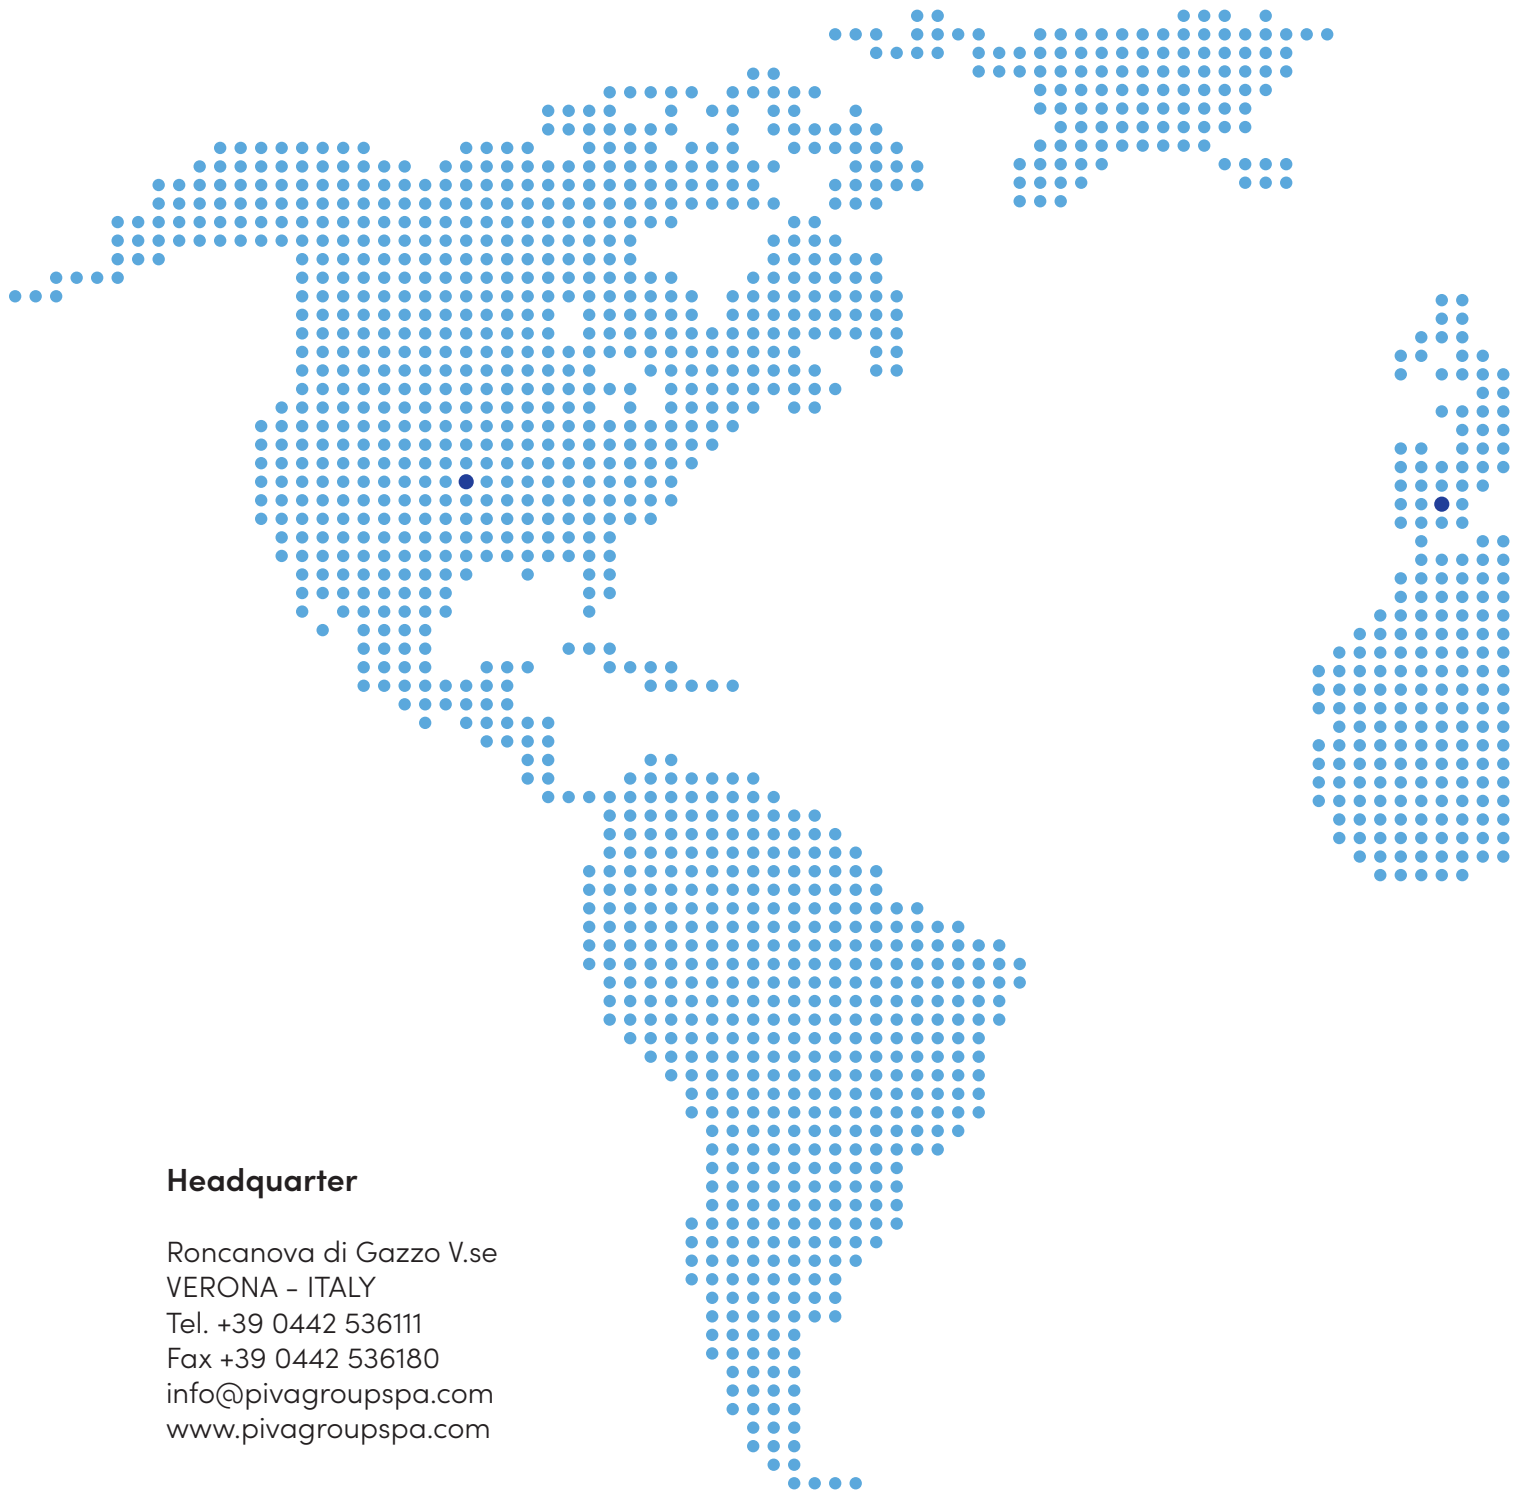 Headquarter
Roncanova di Gazzo V.se
VERONA - ITALY
Tel. +39 0442 536111
Fax +39 0442 536180
info@pivagroupspa.com
www.pivagroupspa.com